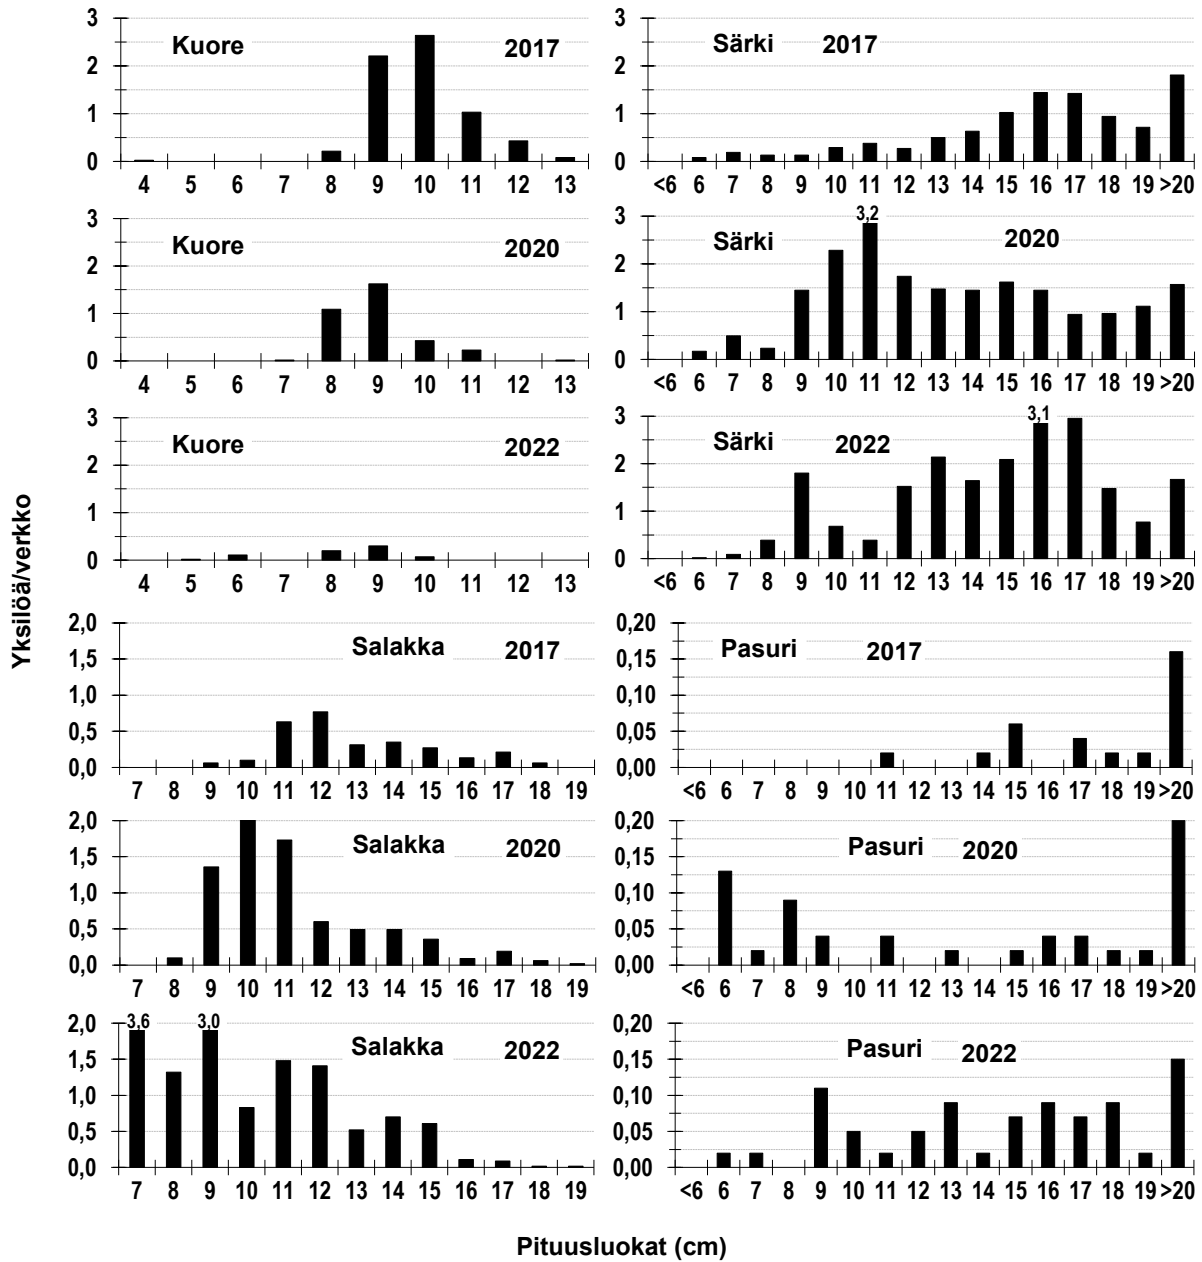 Yksilöä/verkko
Kuore 2017
3
2
1
0
4 5 6 7 8 9 10 11 12 13
Särki 2017
3
2
1
0
<6 6 7 8 9 10 11 12 13 14 15 16 17 18 19 >20
Kuore 2020
3
2
1
0
4 5 6 7 8 9 10 11 12 13
Särki 2020
3,2
3
2
1
0
<6 6 7 8 9 10 11 12 13 14 15 16 17 18 19 >20
Kuore 2022
3
2
1
0
4 5 6 7 8 9 10 11 12 13
Särki 2022
3,1
3
2
1
0
<6 6 7 8 9 10 11 12 13 14 15 16 17 18 19 >20
Salakka 2017
2,0
1,5
1,0
0,5
0,0
7 8 9 10 11 12 13 14 15 16 17 18 19
Pasuri 2017
0,20
0,15
0,10
0,05
0,00
<6 6 7 8 9 10 11 12 13 14 15 16 17 18 19 >20
Salakka 2020
2,0
1,5
1,0
0,5
0,0
7 8 9 10 11 12 13 14 15 16 17 18 19
Pasuri 2020
0,20
0,15
0,10
0,05
0,00
<6 6 7 8 9 10 11 12 13 14 15 16 17 18 19 >20
Salakka 2022
3,6 3,0
2,0
1,5
1,0
0,5
0,0
7 8 9 10 11 12 13 14 15 16 17 18 19
Pasuri 2022
0,20
0,15
0,10
0,05
0,00
<6 6 7 8 9 10 11 12 13 14 15 16 17 18 19 >20
Pituusluokat (cm)